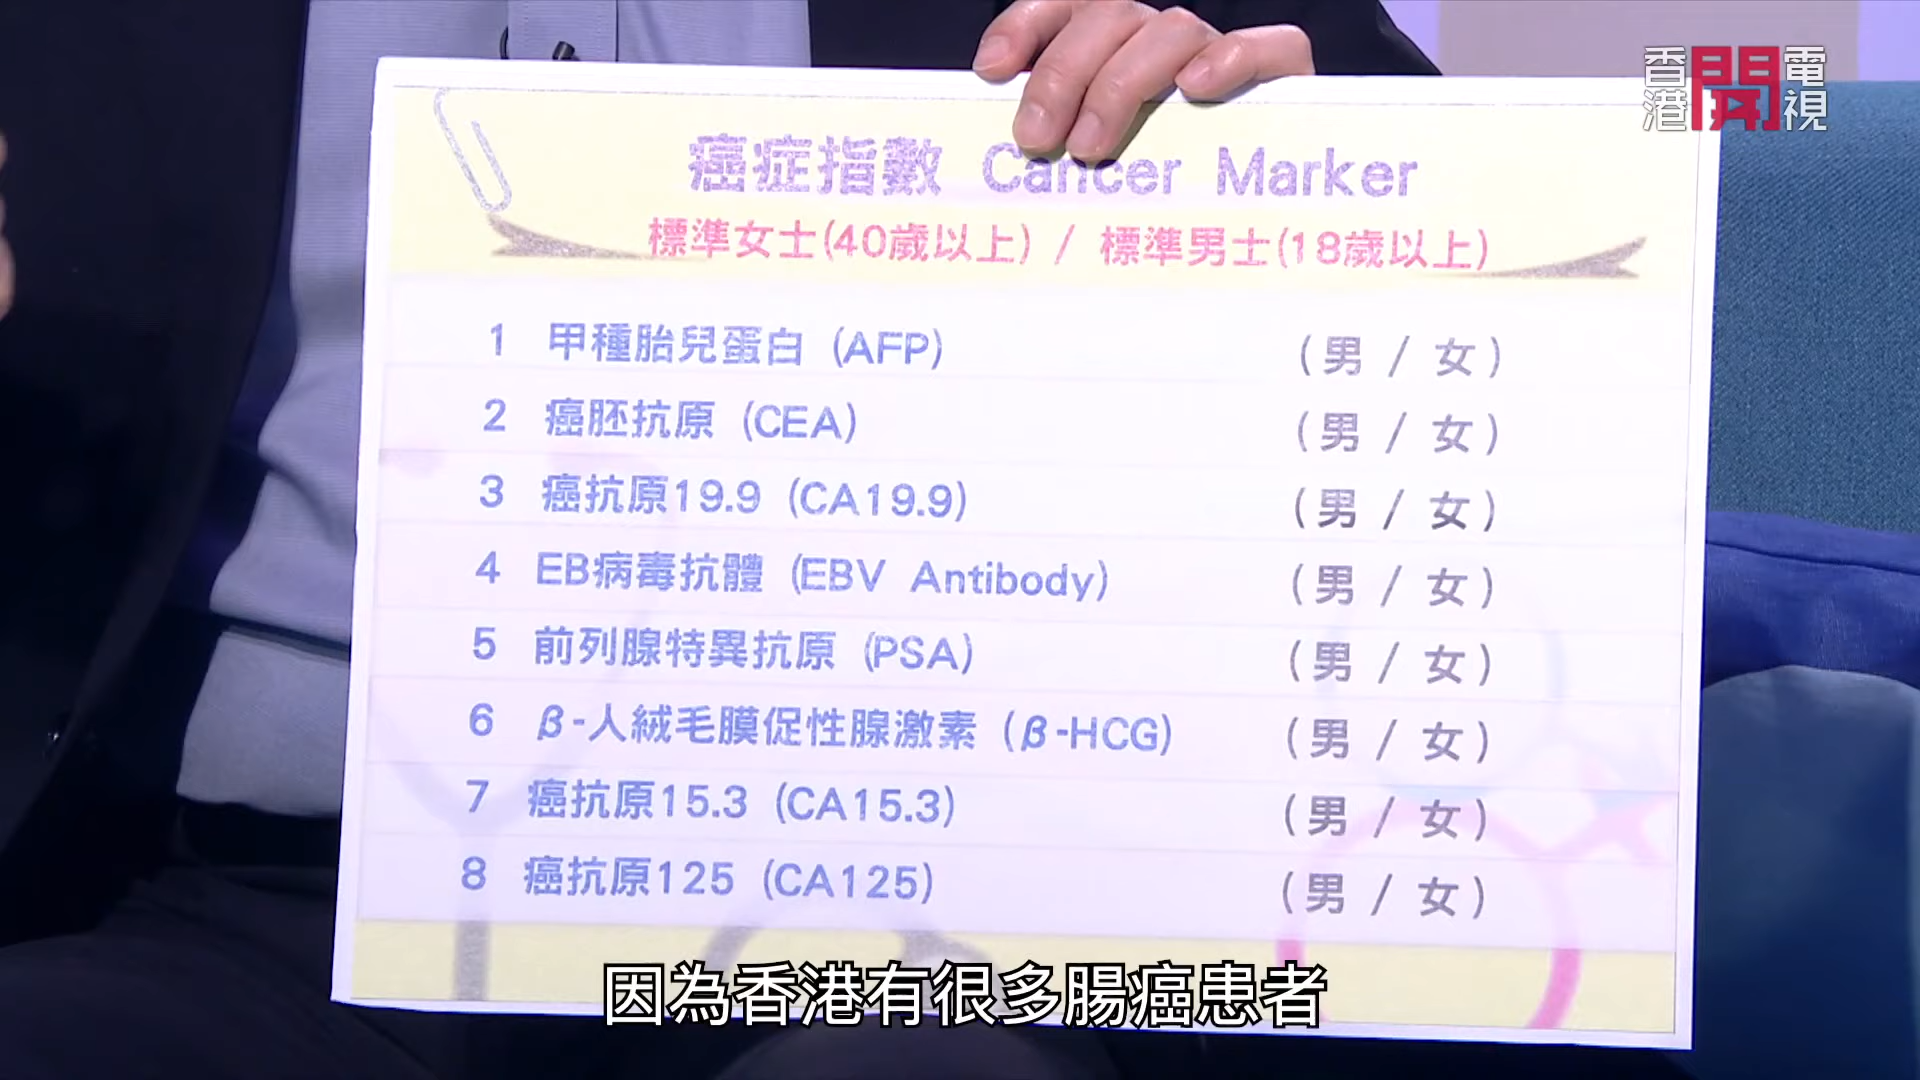 香港開電視
癌症指數 Cancer Marker
標準女士(40歲以上) / 標準男士(18歲以上)
1 甲種胎兒蛋白 (AFP) (男 / 女)
2 癌胚抗原 (CEA) (男 / 女)
3 癌抗原19.9 (CA19.9) (男 / 女)
4 EB病毒抗體 (EBV Antibody) (男 / 女)
5 前列腺特異抗原 (PSA) (男 / 女)
6 β-人絨毛膜促性腺激素 (β-HCG) (男 / 女)
7 癌抗原15.3 (CA15.3) (男 / 女)
8 癌抗原125 (CA125) (男 / 女)
因為香港有很多腸癌患者